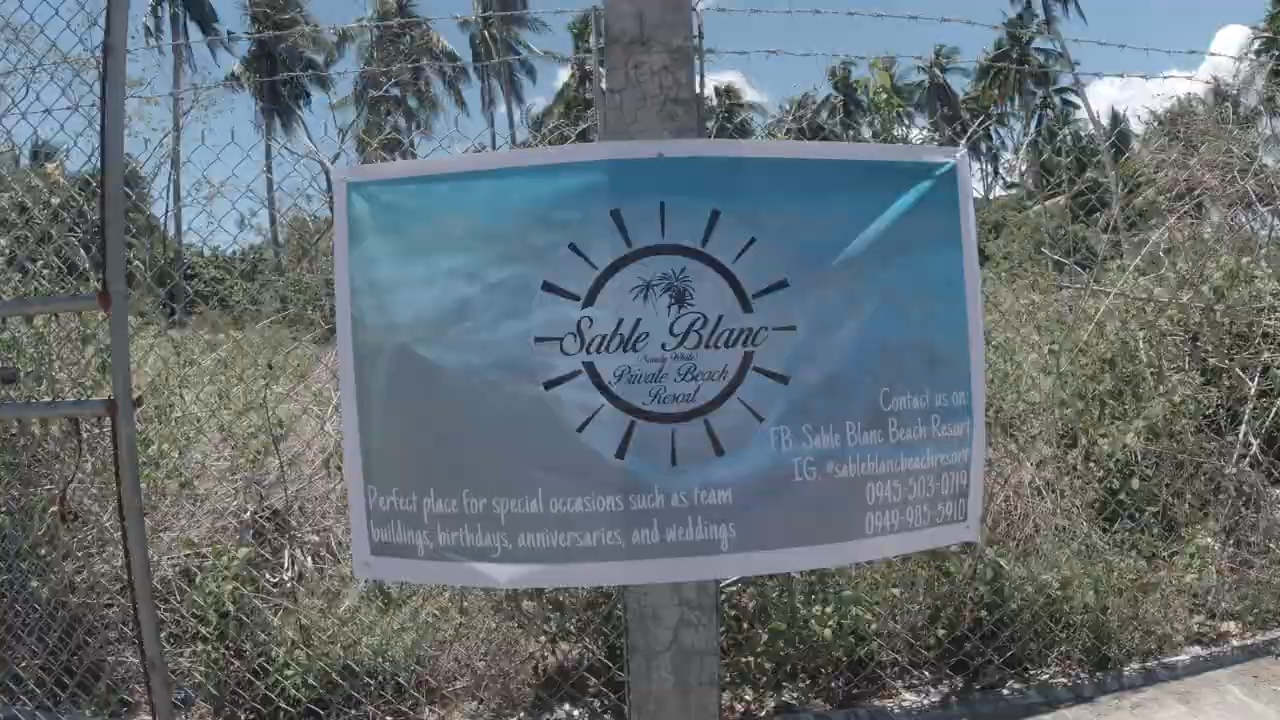 Sable Blanc
(Sandy White)
Private Beach
Resort
Contact us on:
FB: Sable Blanc Beach Resort
IG: @sableblancbeachresort
0945-503-0719
0949-985-5910
Perfect place for special occasions such as team
buildings, birthdays, anniversaries, and weddings